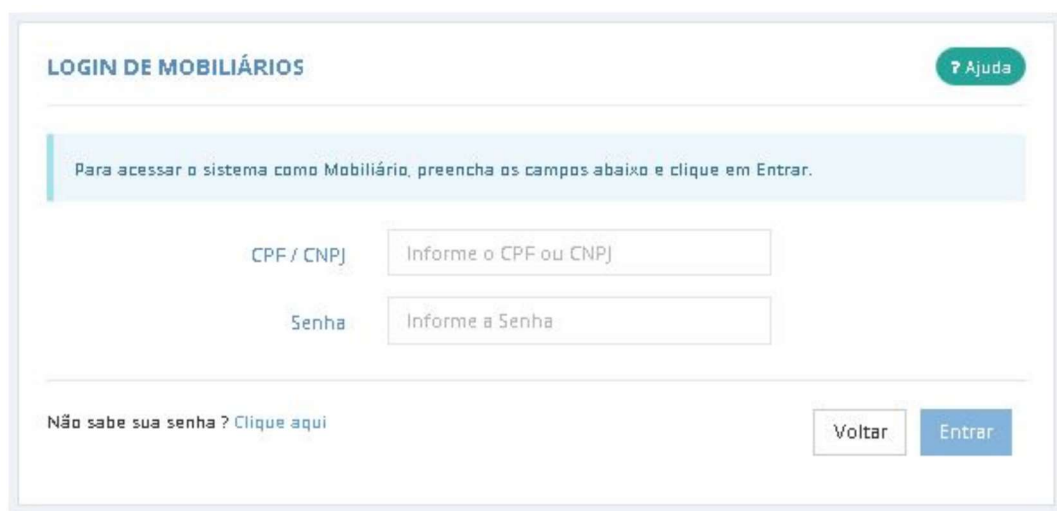 LOGIN DE MOBILIÁRIOS
? Ajuda
Para acessar o sistema como Mobiliário, preencha os campos abaixo e clique em Entrar.
CPF / CNPJ
Informe o CPF ou CNPJ
Senha
Informe a Senha
Não sabe sua senha ? Clique aqui
Voltar
Entrar